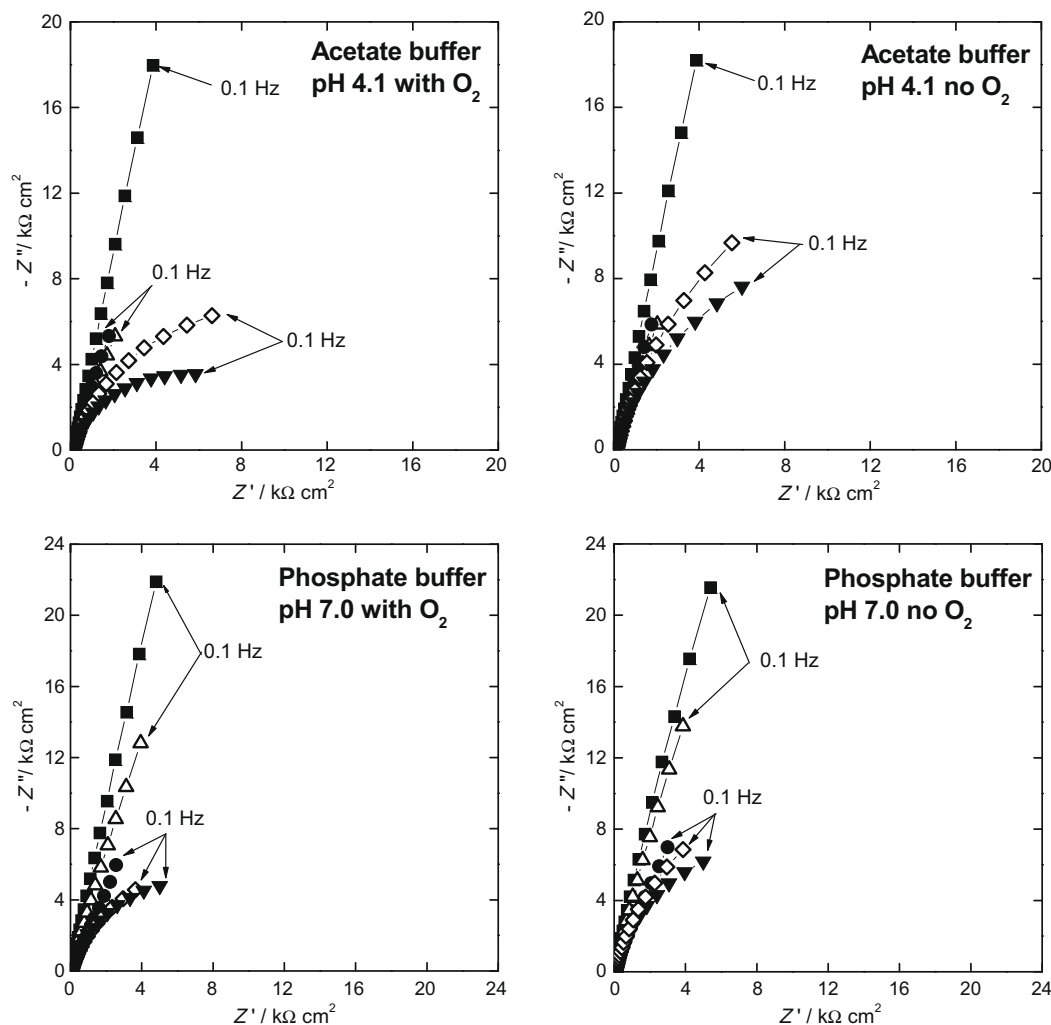 Acetate buffer
pH 4.1 with O₂
20
16
12
8
4
0
- Z''/ kΩ cm²
0.1 Hz
0.1 Hz
0.1 Hz
0 4 8 12 16 20
Z' / kΩ cm²
Acetate buffer
pH 4.1 no O₂
20
16
12
8
4
0
- Z''/ kΩ cm²
0.1 Hz
0.1 Hz
0 4 8 12 16 20
Z' / kΩ cm²
Phosphate buffer
pH 7.0 with O₂
24
20
16
12
8
4
0
- Z''/ kΩ cm²
0.1 Hz
0.1 Hz
0 4 8 12 16 20 24
Z' / kΩ cm²
Phosphate buffer
pH 7.0 no O₂
24
20
16
12
8
4
0
- Z''/ kΩ cm²
0.1 Hz
0.1 Hz
0 4 8 12 16 20 24
Z' / kΩ cm²